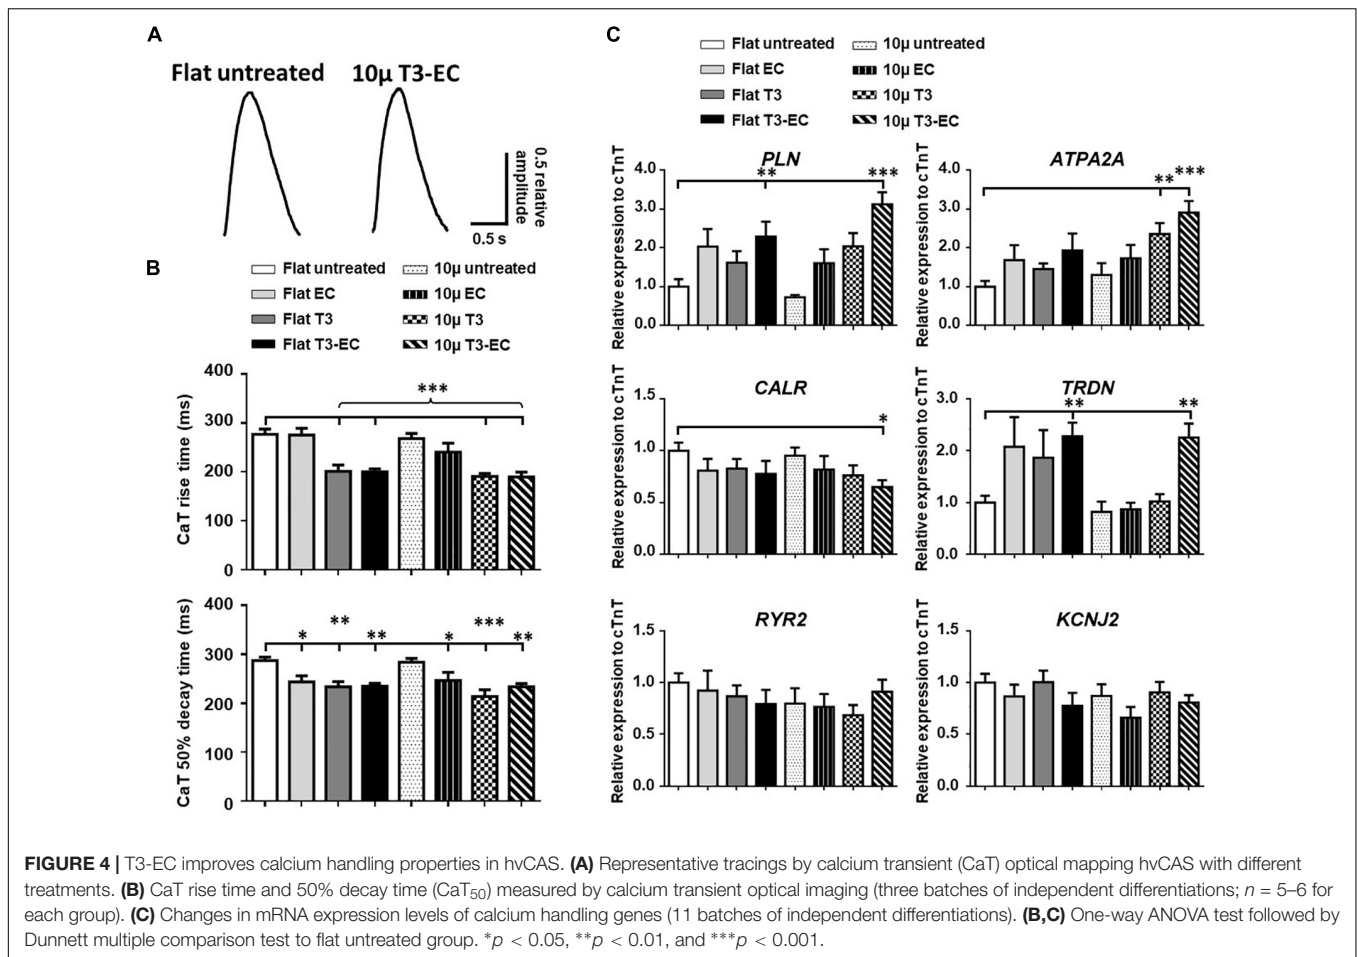 A
Flat untreated 10μ T3-EC
0.5 relative
amplitude
0.5 s
B
Flat untreated 10μ untreated
Flat EC 10μ EC
Flat T3 10μ T3
Flat T3-EC 10μ T3-EC
CaT rise time (ms)
400
300
200
100
0
***
CaT 50% decay time (ms)
400
300
200
100
0
* ** ** * *** **
C
Flat untreated 10μ untreated
Flat EC 10μ EC
Flat T3 10μ T3
Flat T3-EC 10μ T3-EC
PLN
Relative expression to cTnT
4.0
3.0
2.0
1.0
0.0
** ***
ATPA2A
Relative expression to cTnT
4.0
3.0
2.0
1.0
0.0
** ***
CALR
Relative expression to cTnT
1.5
1.0
0.5
0.0
*
TRDN
Relative expression to cTnT
3.0
2.0
1.0
0.0
** **
RYR2
Relative expression to cTnT
1.5
1.0
0.5
0.0
KCNJ2
Relative expression to cTnT
1.5
1.0
0.5
0.0
FIGURE 4 | T3-EC improves calcium handling properties in hvCAS. (A) Representative tracings by calcium transient (CaT) optical mapping hvCAS with different
treatments. (B) CaT rise time and 50% decay time (CaT50) measured by calcium transient optical imaging (three batches of independent differentiations; n = 5–6 for
each group). (C) Changes in mRNA expression levels of calcium handling genes (11 batches of independent differentiations). (B,C) One-way ANOVA test followed by
Dunnett multiple comparison test to flat untreated group. *p < 0.05, **p < 0.01, and ***p < 0.001.